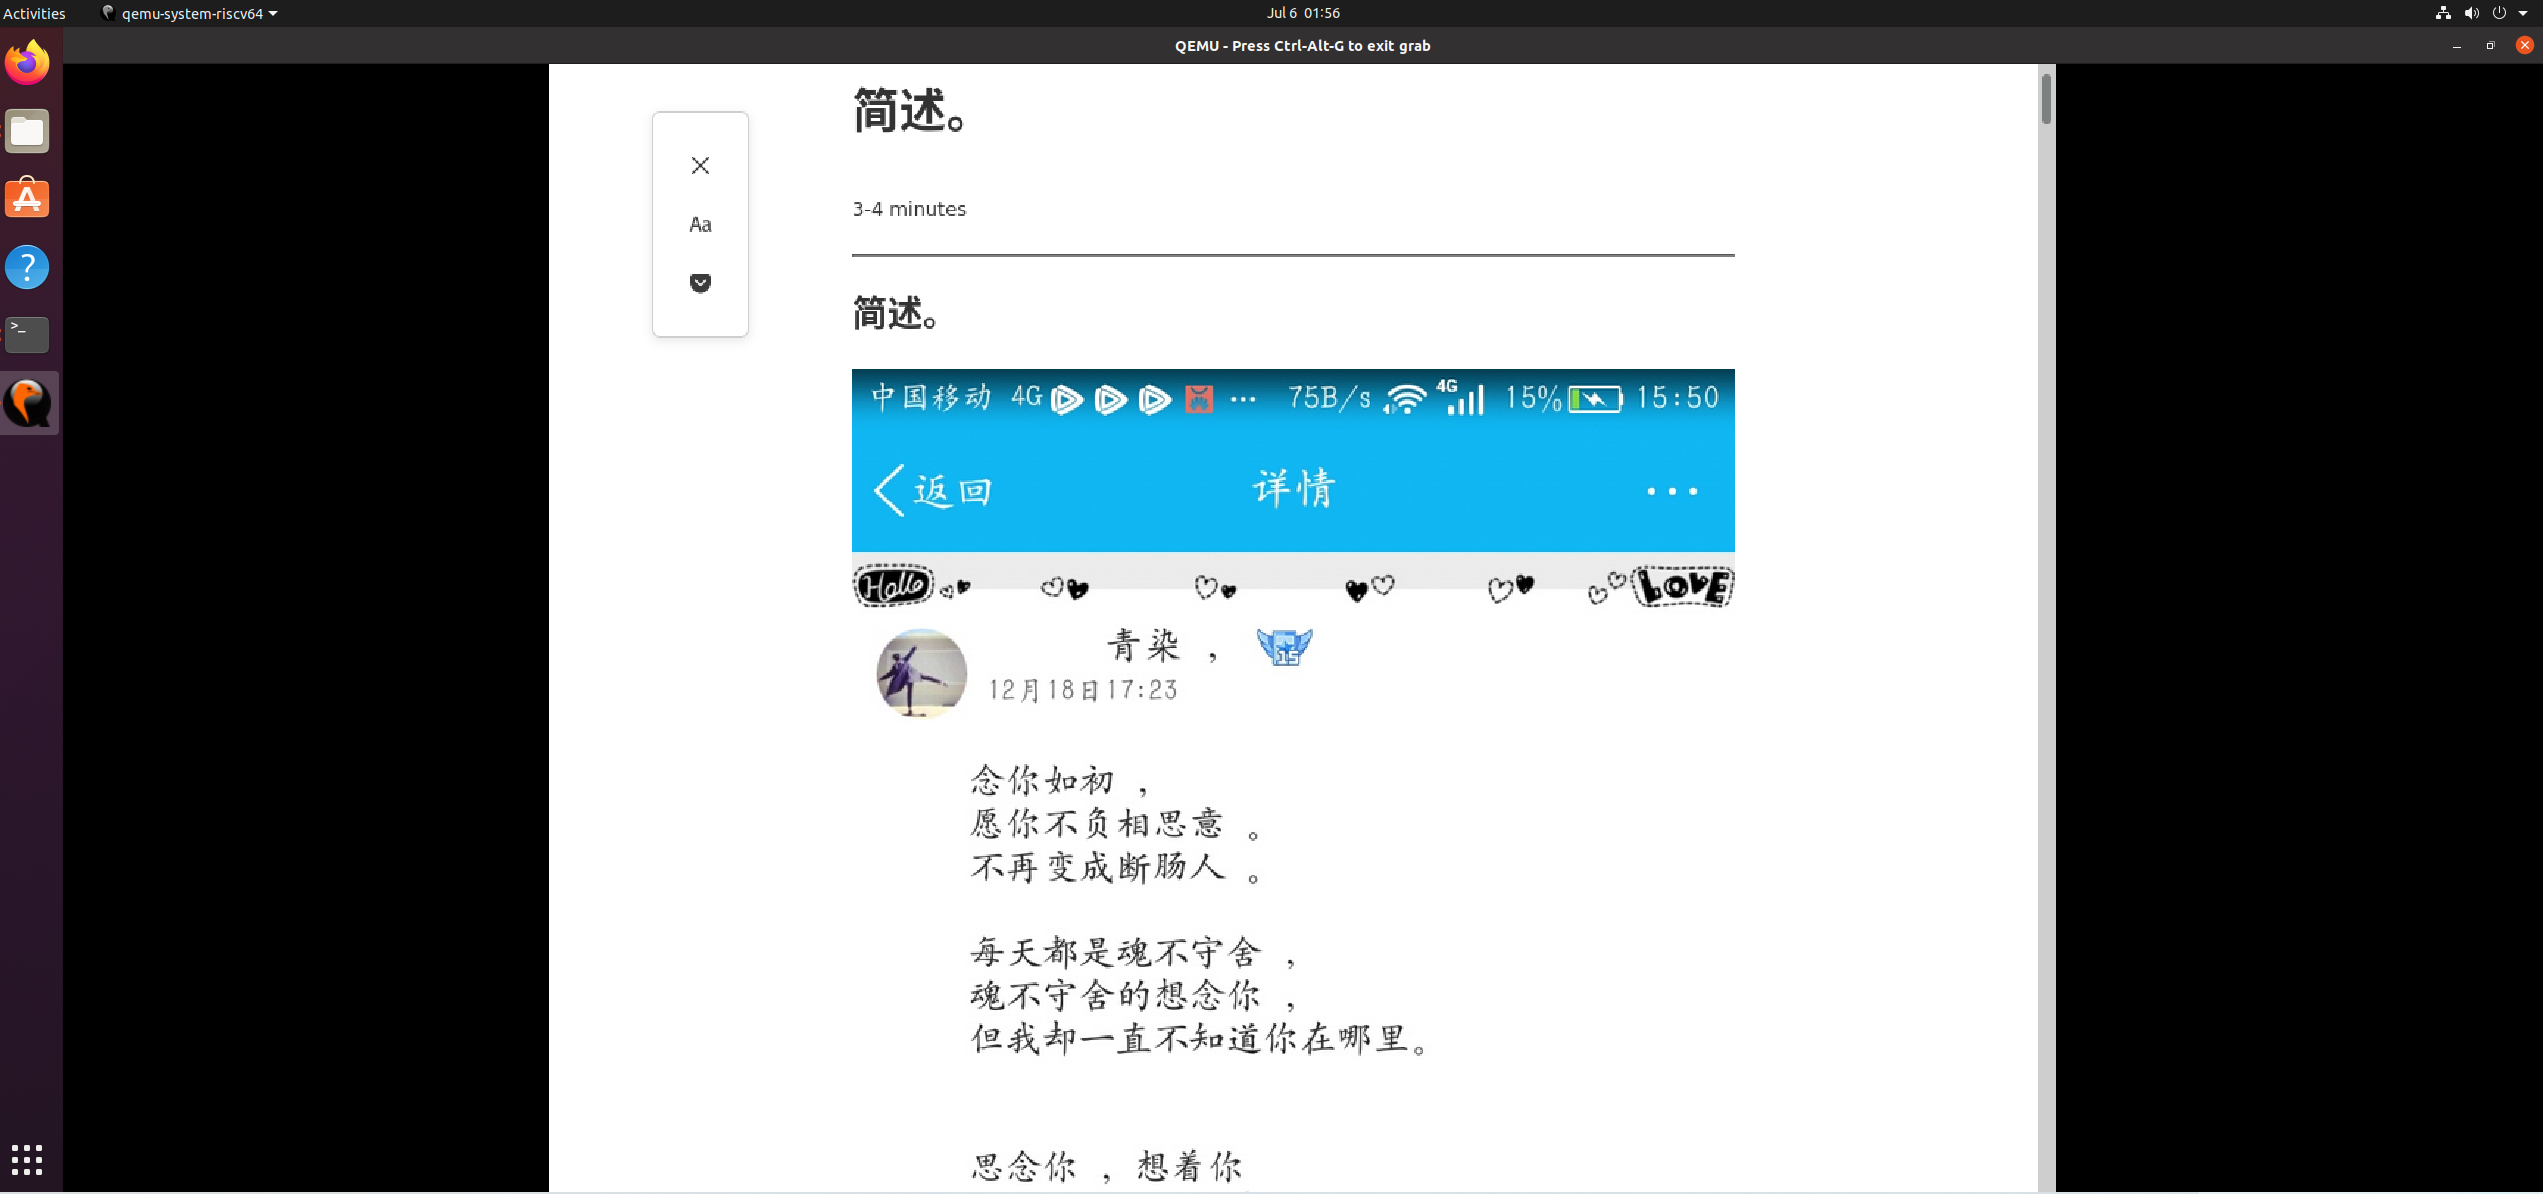 Activities
qemu-system-riscv64
Jul 6 01:56
QEMU - Press Ctrl-Alt-G to exit grab
简述。
Aa
3-4 minutes
简述。
中国移动 4G ··· 75B/s 4G 15% 15:50
返回 详情 ···
Hello LOVE
青染 , 15
12月18日17:23
念你如初 ,
愿你不负相思意 。
不再变成断肠人 。
每天都是魂不守舍 ,
魂不守舍的想念你 ,
但我却一直不知道你在哪里。
思念你 , 想着你